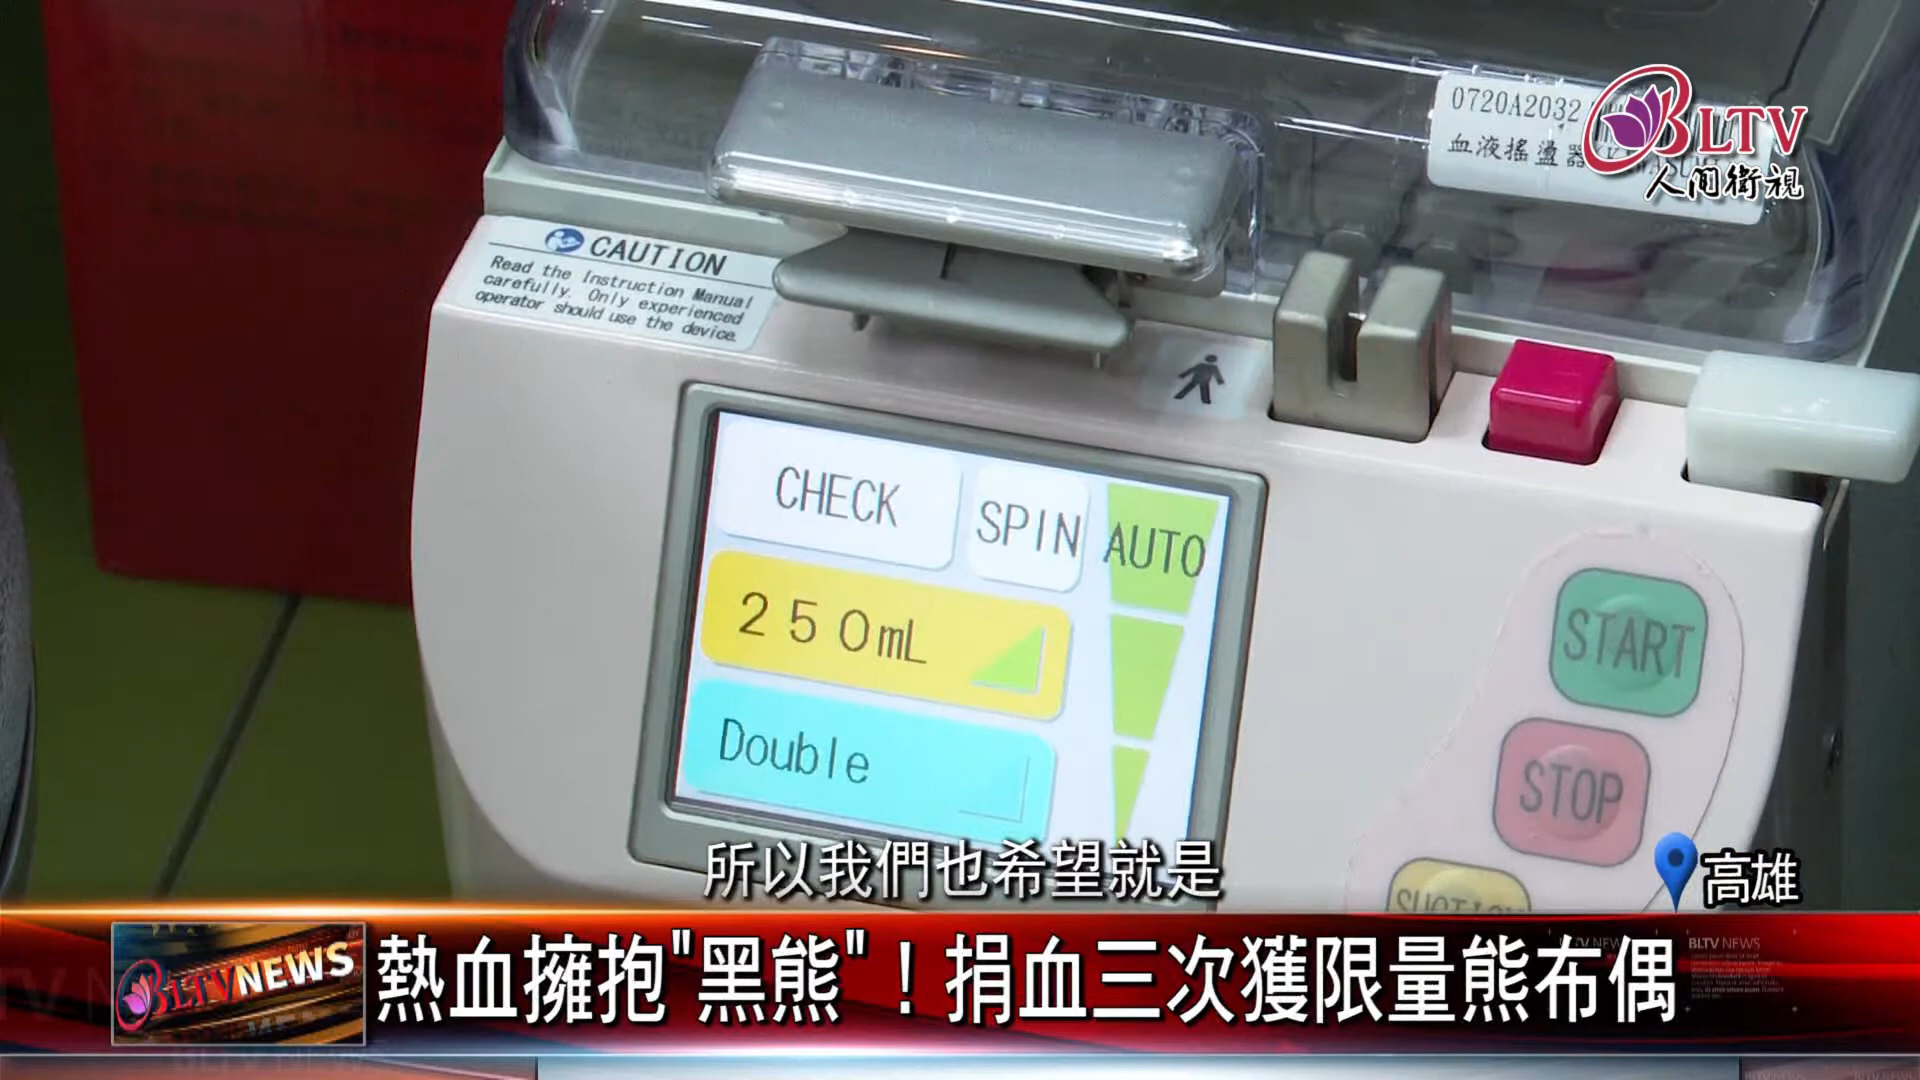 0720A2032
血液搖盪器
BLTV
人間衛視
CAUTION
Read the Instruction Manual
carefully. Only experienced
operator should use the device.
CHECK
SPIN
AUTO
250mL
Double
START
STOP
所以我們也希望就是
高雄
BLTVNEWS
熱血擁抱"黑熊"！捐血三次獲限量熊布偶
BLTV NEWS